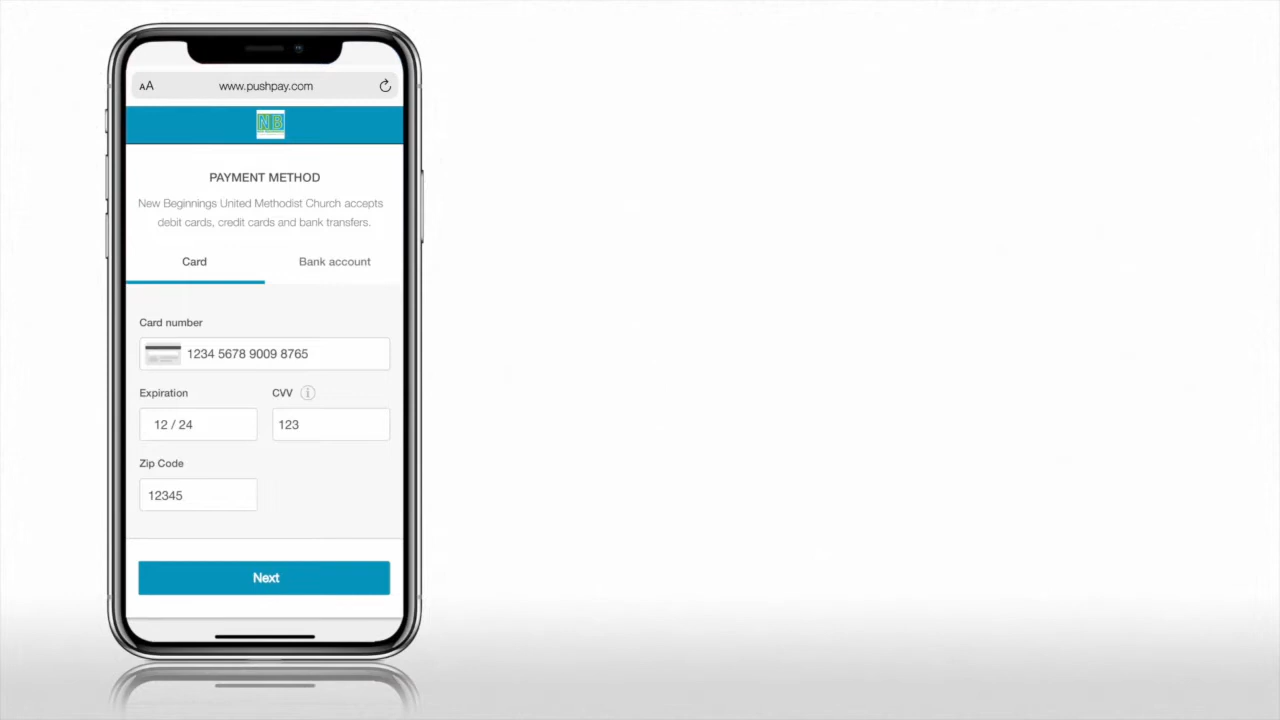 AA www.pushpay.com
NB
PAYMENT METHOD
New Beginnings United Methodist Church accepts
debit cards, credit cards and bank transfers.
Card Bank account
Card number
1234 5678 9009 8765
Expiration CVV i
12 / 24 123
Zip Code
12345
Next